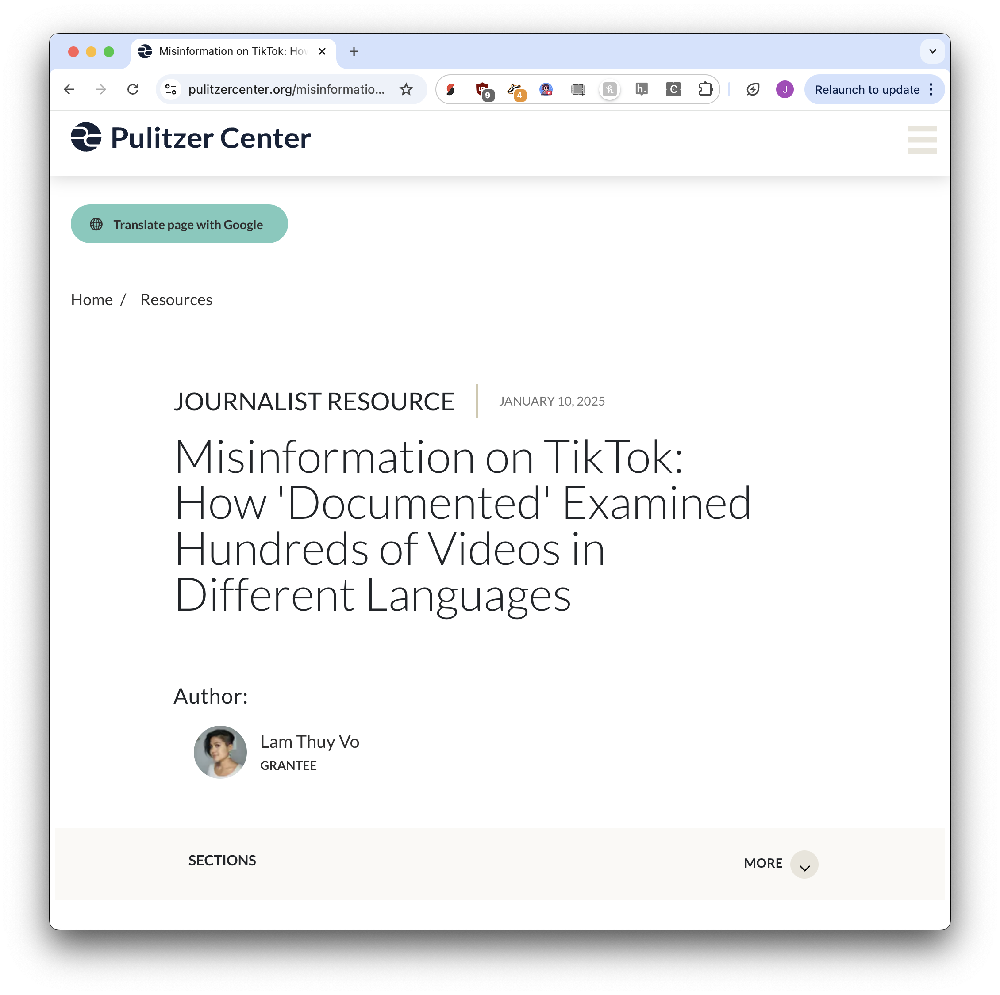 Misinformation on TikTok: Ho
pulitzercenter.org/misinformatio...
9
4
h.
C
J
Relaunch to update
Pulitzer Center
Translate page with Google
Home / Resources
JOURNALIST RESOURCE
JANUARY 10, 2025
Misinformation on TikTok:
How 'Documented' Examined
Hundreds of Videos in
Different Languages
Author:
Lam Thuy Vo
GRANTEE
SECTIONS
MORE